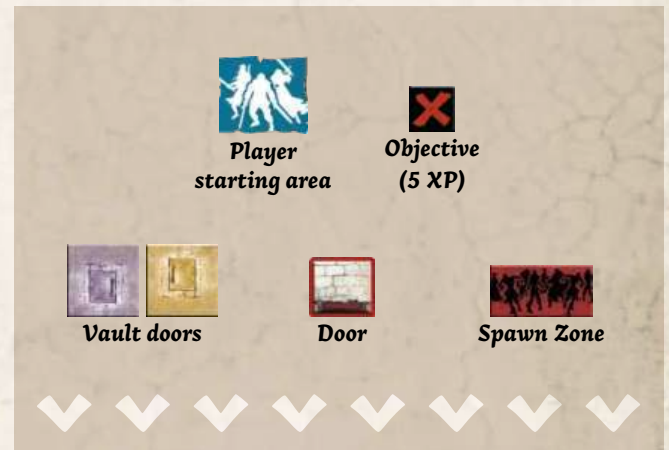 Player
starting area
Objective
(5 XP)
Vault doors
Door
Spawn Zone